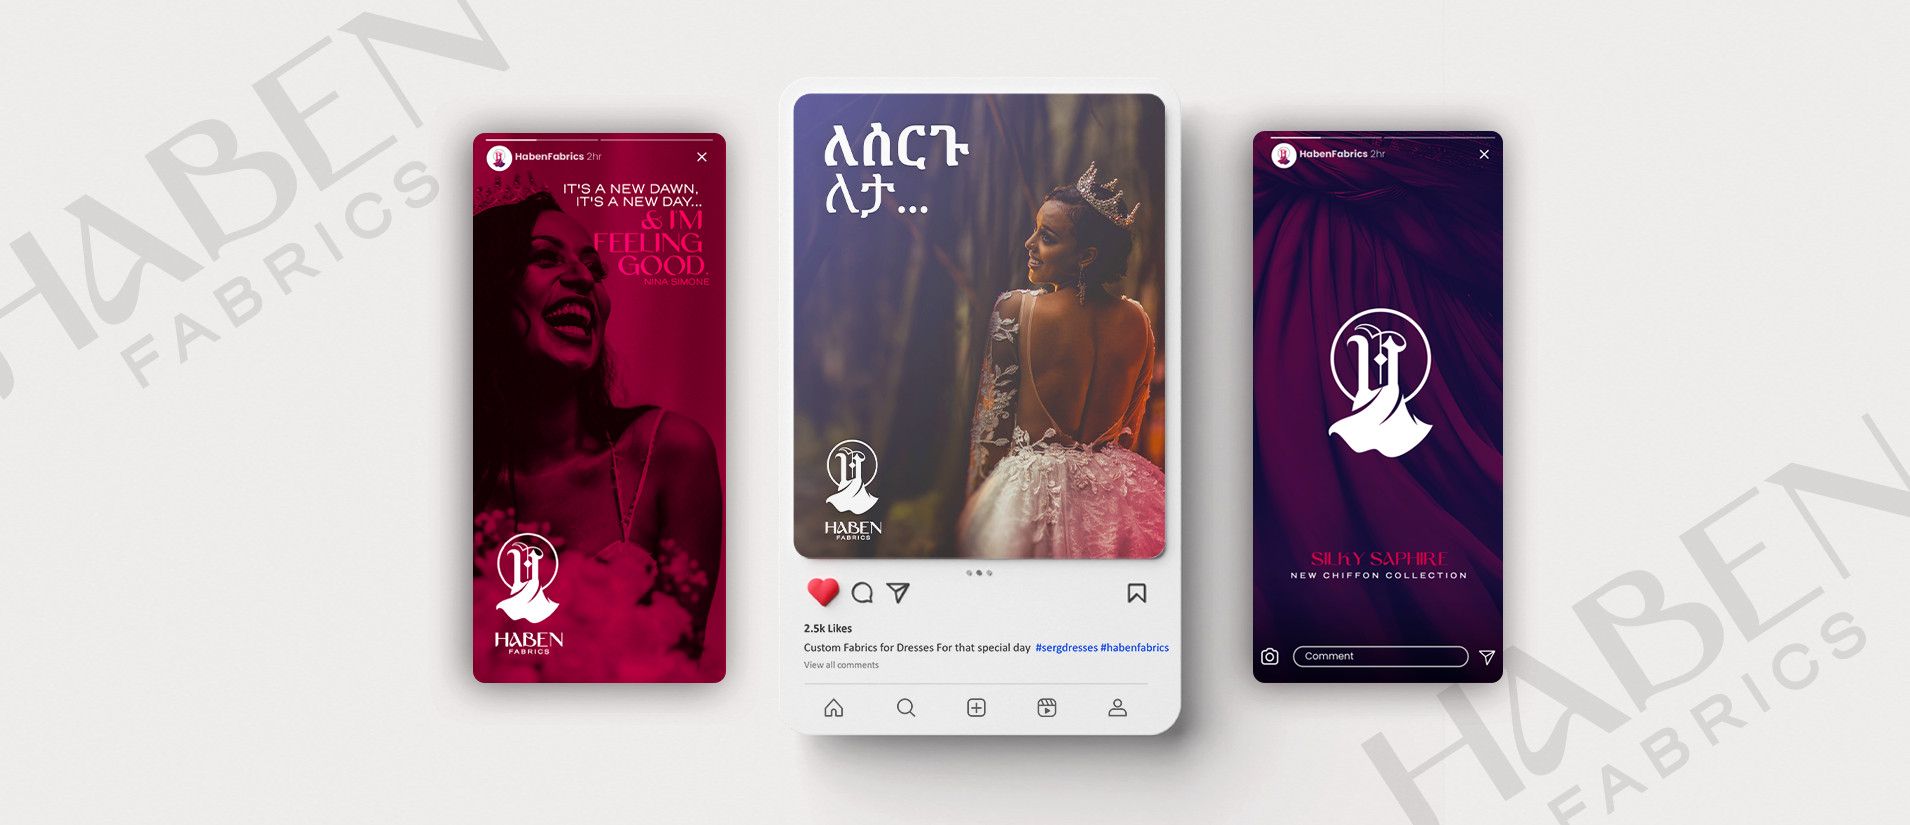 HABEN
FABRICS
HabenFabrics 2hr
IT'S A NEW DAWN,
IT'S A NEW DAY...
& I'M
FEELING
GOOD.
NINA SIMONE
HABEN
FABRICS
ለሰርጉ
ለታ...
HABEN
FABRICS
2.5k Likes
Custom Fabrics for Dresses For that special day #sergdresses #habenfabrics
View all comments
HabenFabrics 2hr
SILKY SAPHIRE
NEW CHIFFON COLLECTION
Comment
HABEN
FABRICS